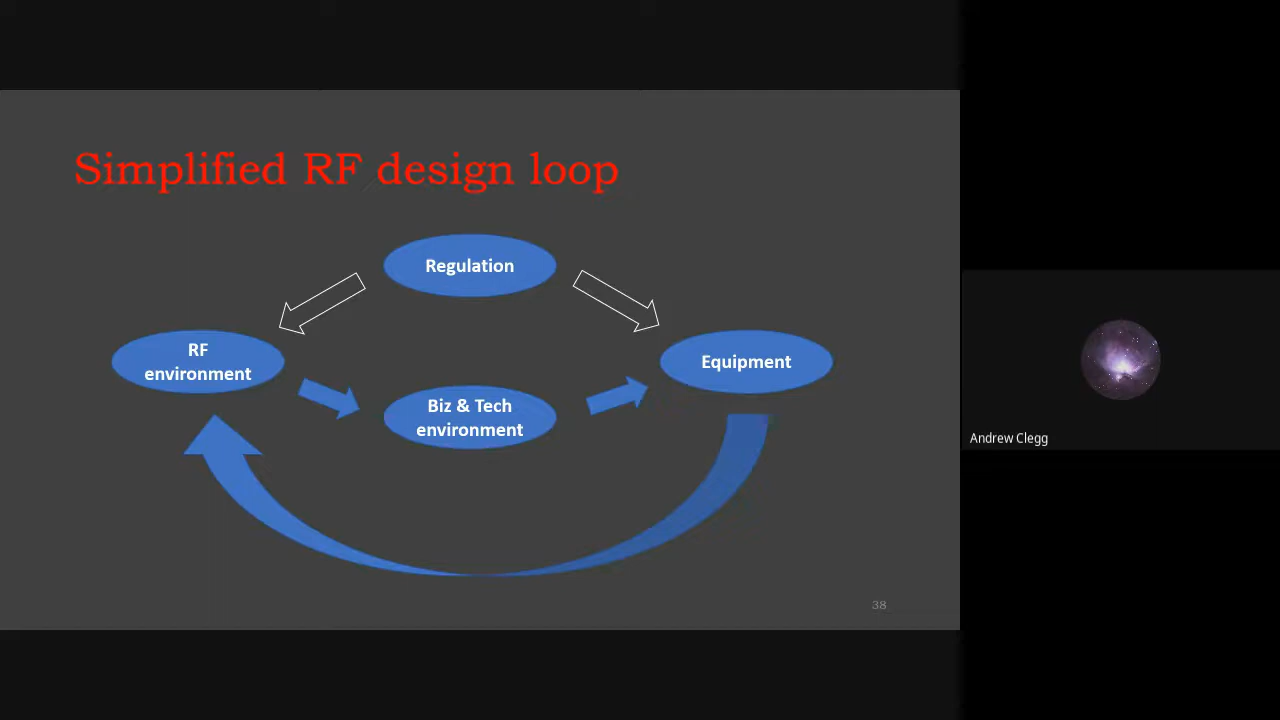 Simplified RF design loop
Regulation
RF
environment
Equipment
Biz & Tech
environment
38
Andrew Clegg